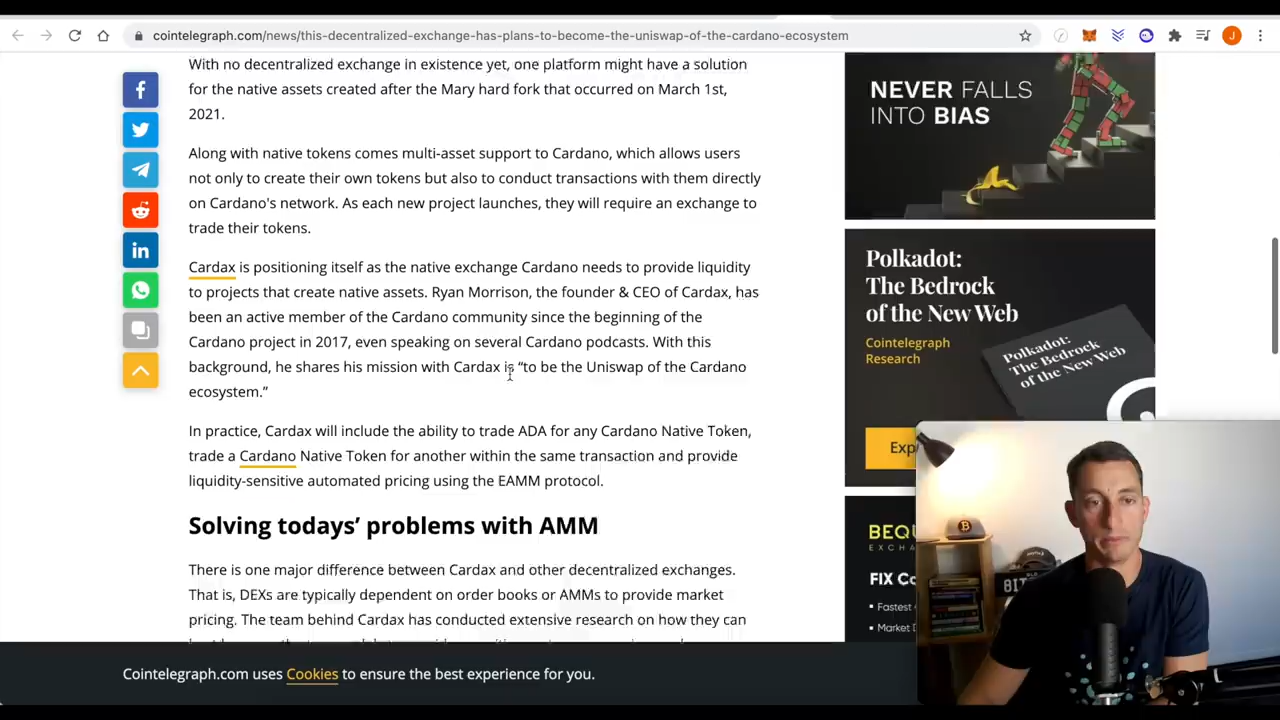 cointelegraph.com/news/this-decentralized-exchange-has-plans-to-become-the-uniswap-of-the-cardano-ecosystem
J
With no decentralized exchange in existence yet, one platform might have a solution
for the native assets created after the Mary hard fork that occurred on March 1st,
2021.
Along with native tokens comes multi-asset support to Cardano, which allows users
not only to create their own tokens but also to conduct transactions with them directly
on Cardano's network. As each new project launches, they will require an exchange to
trade their tokens.
Cardax is positioning itself as the native exchange Cardano needs to provide liquidity
to projects that create native assets. Ryan Morrison, the founder & CEO of Cardax, has
been an active member of the Cardano community since the beginning of the
Cardano project in 2017, even speaking on several Cardano podcasts. With this
background, he shares his mission with Cardax is “to be the Uniswap of the Cardano
ecosystem.”
In practice, Cardax will include the ability to trade ADA for any Cardano Native Token,
trade a Cardano Native Token for another within the same transaction and provide
liquidity-sensitive automated pricing using the EAMM protocol.
Solving todays’ problems with AMM
There is one major difference between Cardax and other decentralized exchanges.
That is, DEXs are typically dependent on order books or AMMs to provide market
pricing. The team behind Cardax has conducted extensive research on how they can
Cointelegraph.com uses Cookies to ensure the best experience for you.
NEVER FALLS
INTO BIAS
Polkadot:
The Bedrock
of the New Web
Cointelegraph
Research
Polkadot:
The Bedrock
of the New Web
Exp
BEQU
EXCHA
FIX Co
Fastest
Market D
BIT